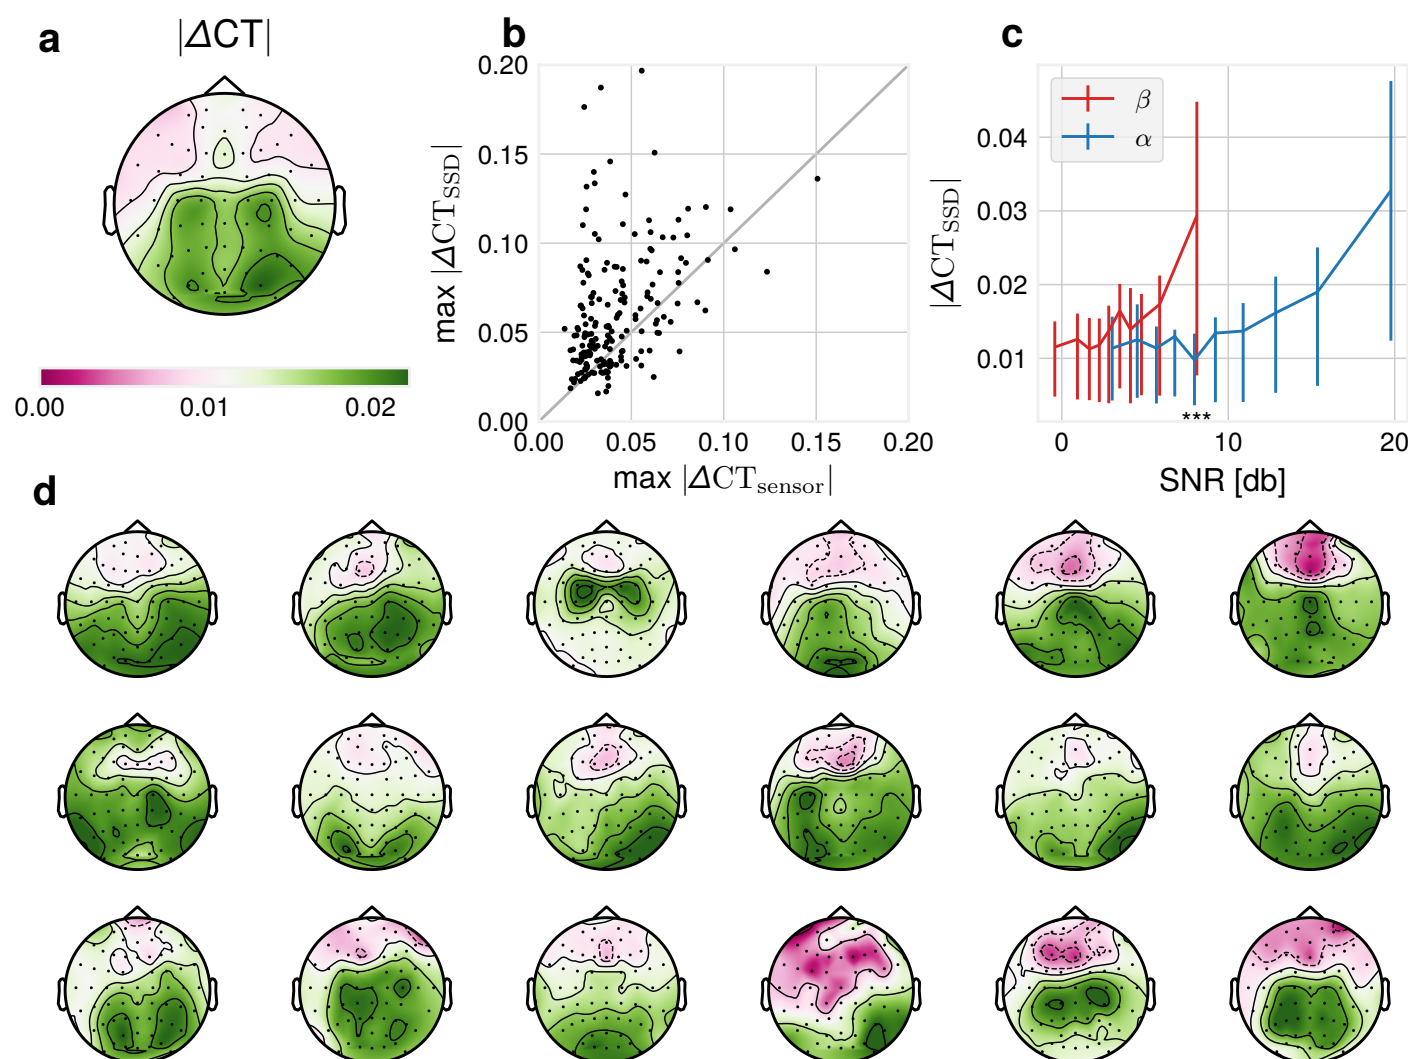 a
|ΔCT|
0.00 0.01 0.02
b
0.20
0.15
0.10
0.05
0.00
max |ΔCT_SSD|
0.00 0.05 0.10 0.15 0.20
max |ΔCT_sensor|
c
β
α
0.04
0.03
0.02
0.01
|ΔCT_SSD|
***
0 10 20
SNR [db]
d